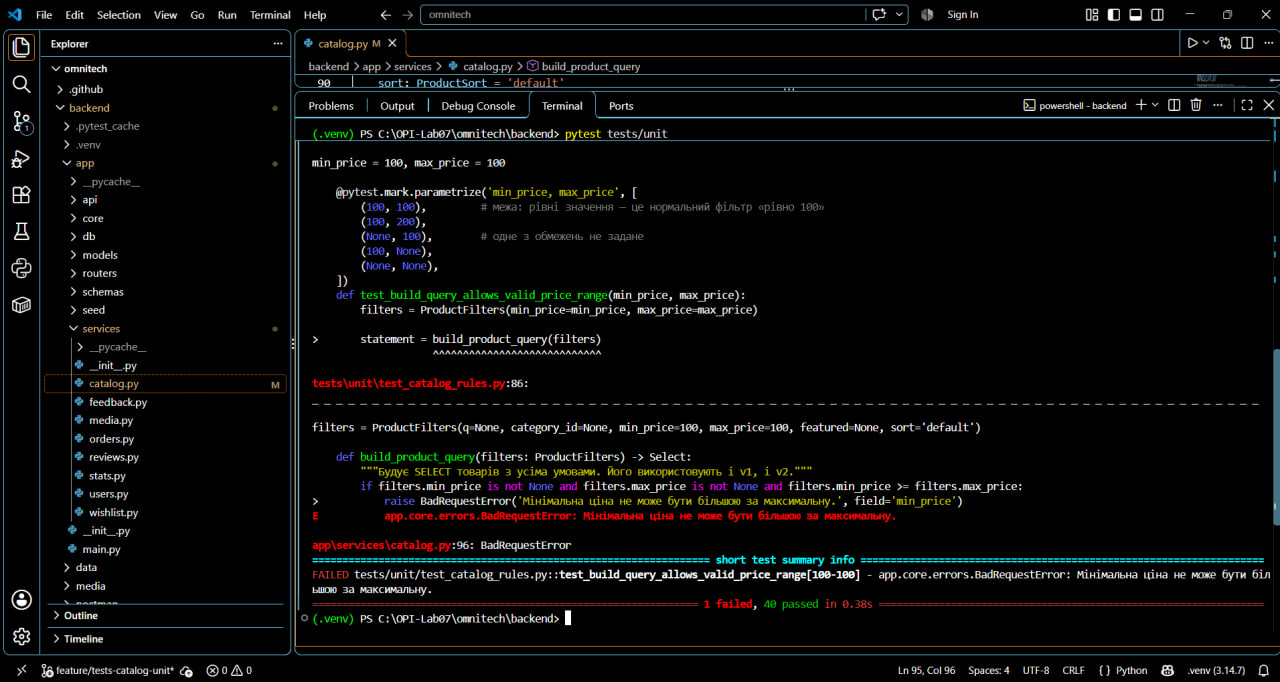 File Edit Selection View Go Run Terminal Help
omnitech
Sign In
Explorer
omnitech
.github
backend
.pytest_cache
.venv
app
__pycache__
api
core
db
models
routers
schemas
seed
services
__pycache__
__init__.py
catalog.py M
feedback.py
media.py
orders.py
reviews.py
stats.py
users.py
wishlist.py
__init__.py
main.py
data
media
postman
Outline
Timeline
catalog.py M
backend > app > services > catalog.py > build_product_query
90 sort: ProductSort = 'default'
Problems Output Debug Console Terminal Ports
powershell - backend
(.venv) PS C:\OPI-Lab07\omnitech\backend> pytest tests/unit
min_price = 100, max_price = 100
@pytest.mark.parametrize('min_price, max_price', [
(100, 100), # межа: рівні значення — це нормальний фільтр «рівно 100»
(100, 200),
(None, 100), # одне з обмежень не задане
(100, None),
(None, None),
])
def test_build_query_allows_valid_price_range(min_price, max_price):
filters = ProductFilters(min_price=min_price, max_price=max_price)
> statement = build_product_query(filters)
^^^^^^^^^^^^^^^^^^^^^^^^^^^^
tests\unit\test_catalog_rules.py:86:
_ _ _ _ _ _ _ _ _ _ _ _ _ _ _ _ _ _ _ _ _ _ _ _ _ _ _ _ _ _ _ _ _ _ _ _ _ _ _ _
filters = ProductFilters(q=None, category_id=None, min_price=100, max_price=100, featured=None, sort='default')
def build_product_query(filters: ProductFilters) -> Select:
"""Будує SELECT товарів з усіма умовами. Його використовують і v1, і v2."""
if filters.min_price is not None and filters.max_price is not None and filters.min_price >= filters.max_price:
> raise BadRequestError('Мінімальна ціна не може бути більшою за максимальну.', field='min_price')
E app.core.errors.BadRequestError: Мінімальна ціна не може бути більшою за максимальну.
app\services\catalog.py:96: BadRequestError
short test summary info
FAILED tests/unit/test_catalog_rules.py::test_build_query_allows_valid_price_range[100-100] - app.core.errors.BadRequestError: Мінімальна ціна не може бути біл
ьшою за максимальну.
1 failed, 40 passed in 0.38s
(.venv) PS C:\OPI-Lab07\omnitech\backend>
feature/tests-catalog-unit* 0 0 Ln 95, Col 96 Spaces: 4 UTF-8 CRLF { } Python .venv (3.14.7)